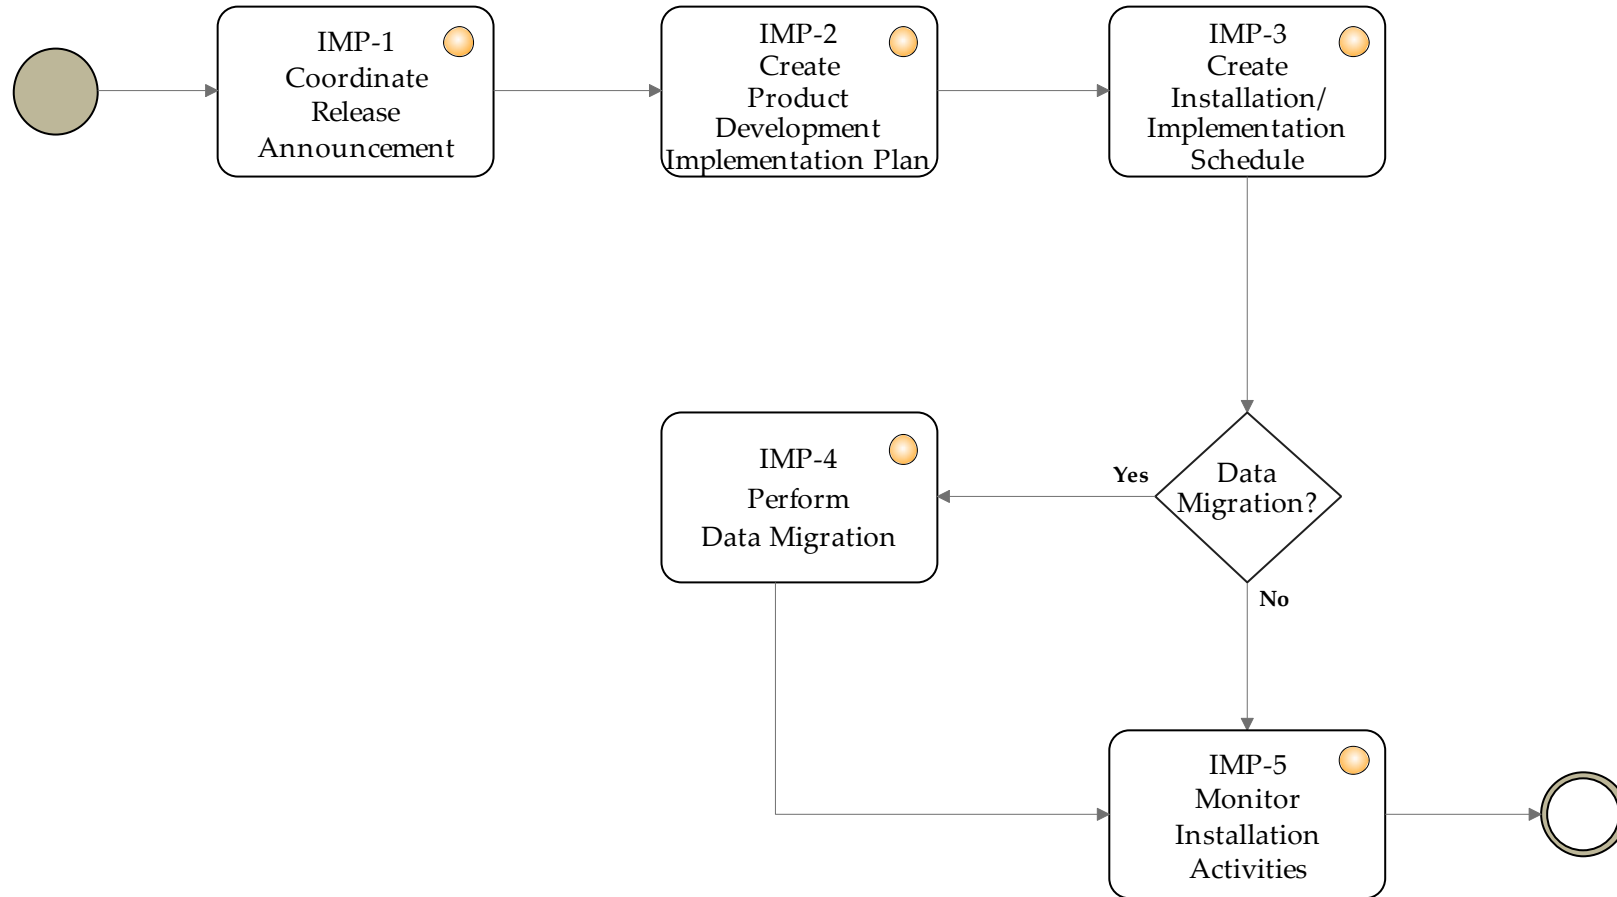 IMP-1
Coordinate
Release
Announcement
IMP-2
Create
Product
Development
Implementation Plan
IMP-3
Create
Installation/
Implementation
Schedule
Data
Migration?
Yes
No
IMP-4
Perform
Data Migration
IMP-5
Monitor
Installation
Activities